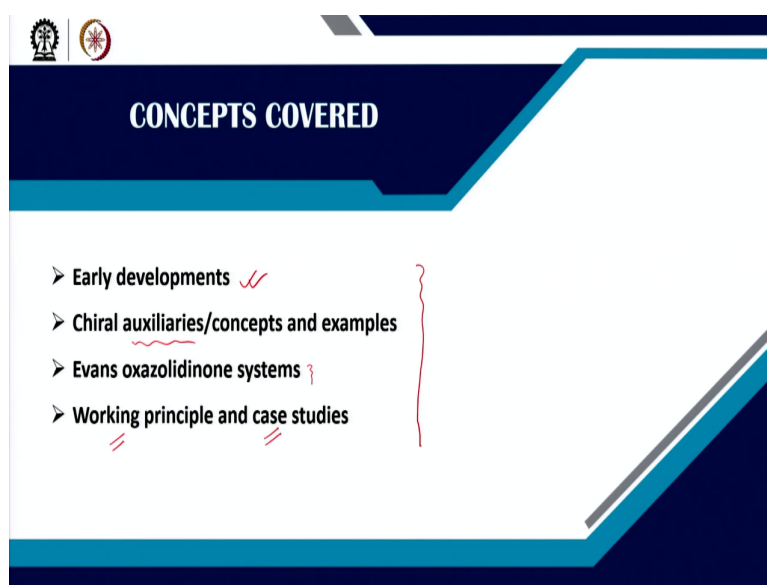 CONCEPTS COVERED
➢ Early developments
➢ Chiral auxiliaries/concepts and examples
➢ Evans oxazolidinone systems
➢ Working principle and case studies